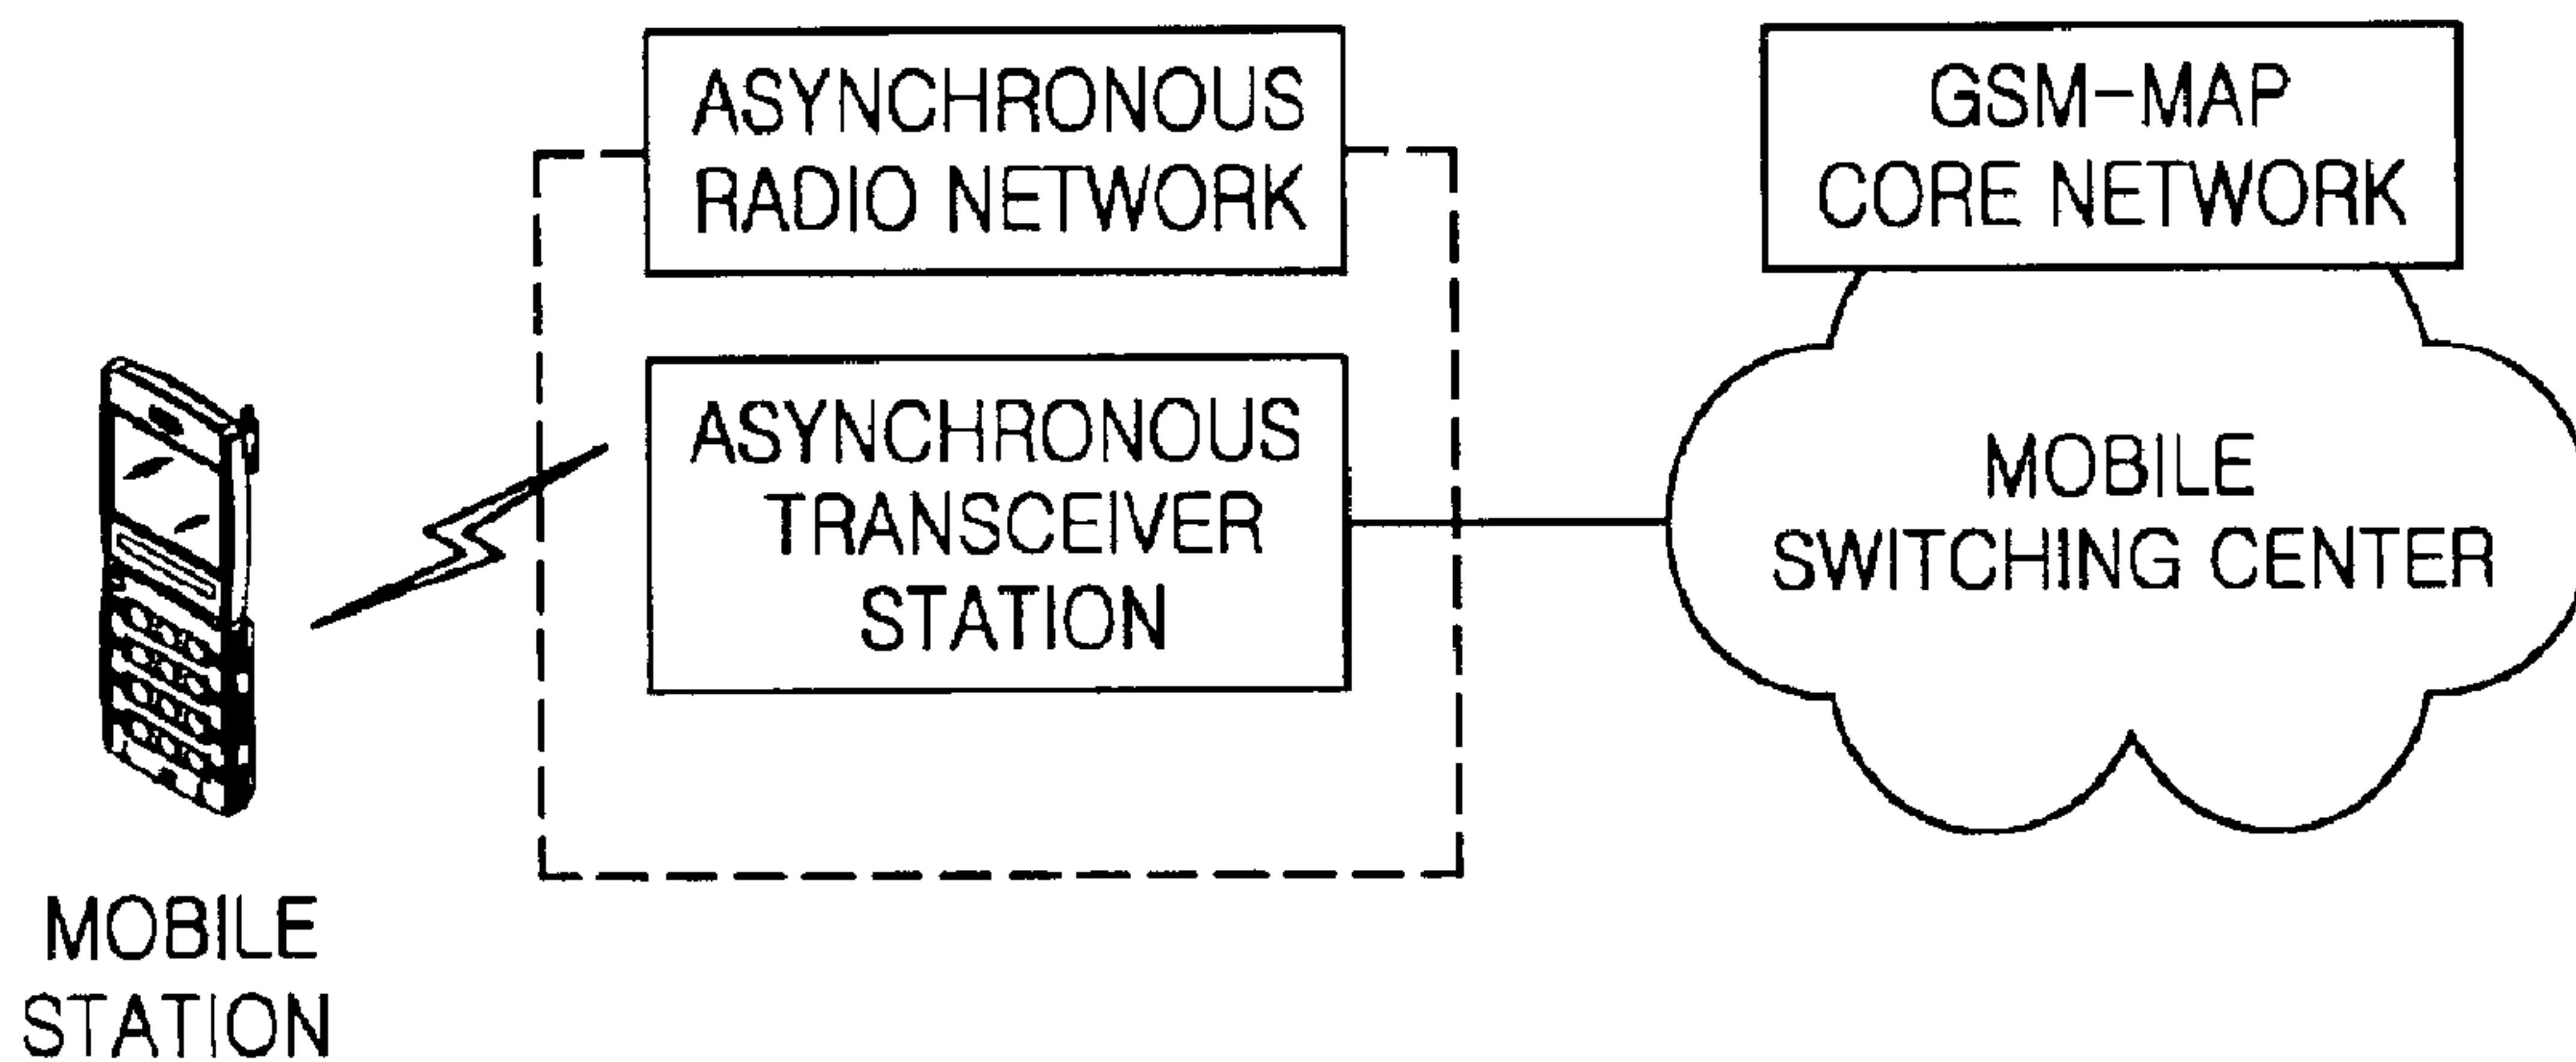 ASYNCHRONOUS
RADIO NETWORK
GSM-MAP
CORE NETWORK
ASYNCHRONOUS
TRANSCEIVER
STATION
MOBILE
SWITCHING CENTER
MOBILE
STATION